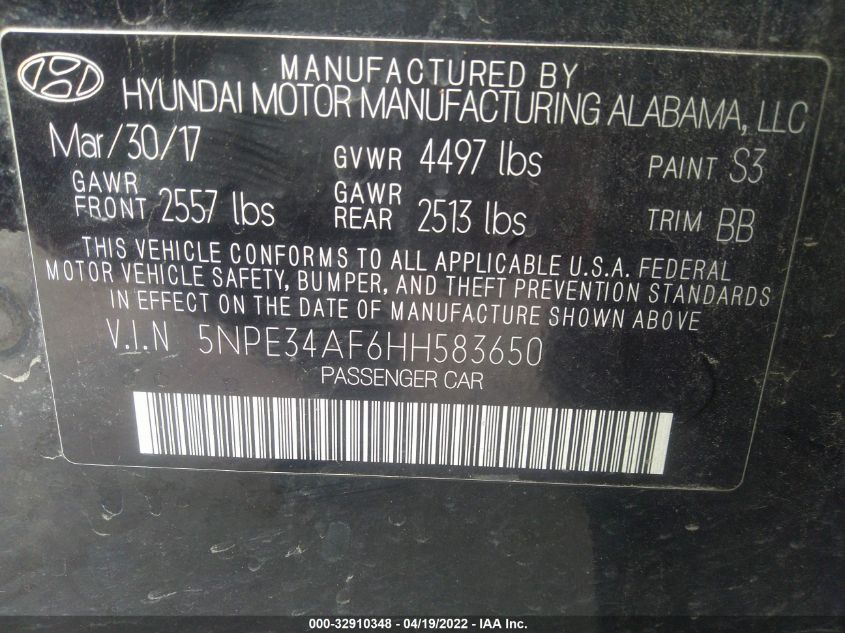 MANUFACTURED BY
HYUNDAI MOTOR MANUFACTURING ALABAMA, LLC
Mar/30/17 GVWR 4497 lbs PAINT S3
GAWR FRONT 2557 lbs GAWR REAR 2513 lbs TRIM BB
THIS VEHICLE CONFORMS TO ALL APPLICABLE U.S.A. FEDERAL
MOTOR VEHICLE SAFETY, BUMPER, AND THEFT PREVENTION STANDARDS
IN EFFECT ON THE DATE OF MANUFACTURE SHOWN ABOVE
V.I.N 5NPE34AF6HH583650
PASSENGER CAR
000-32910348 - 04/19/2022 - IAA Inc.